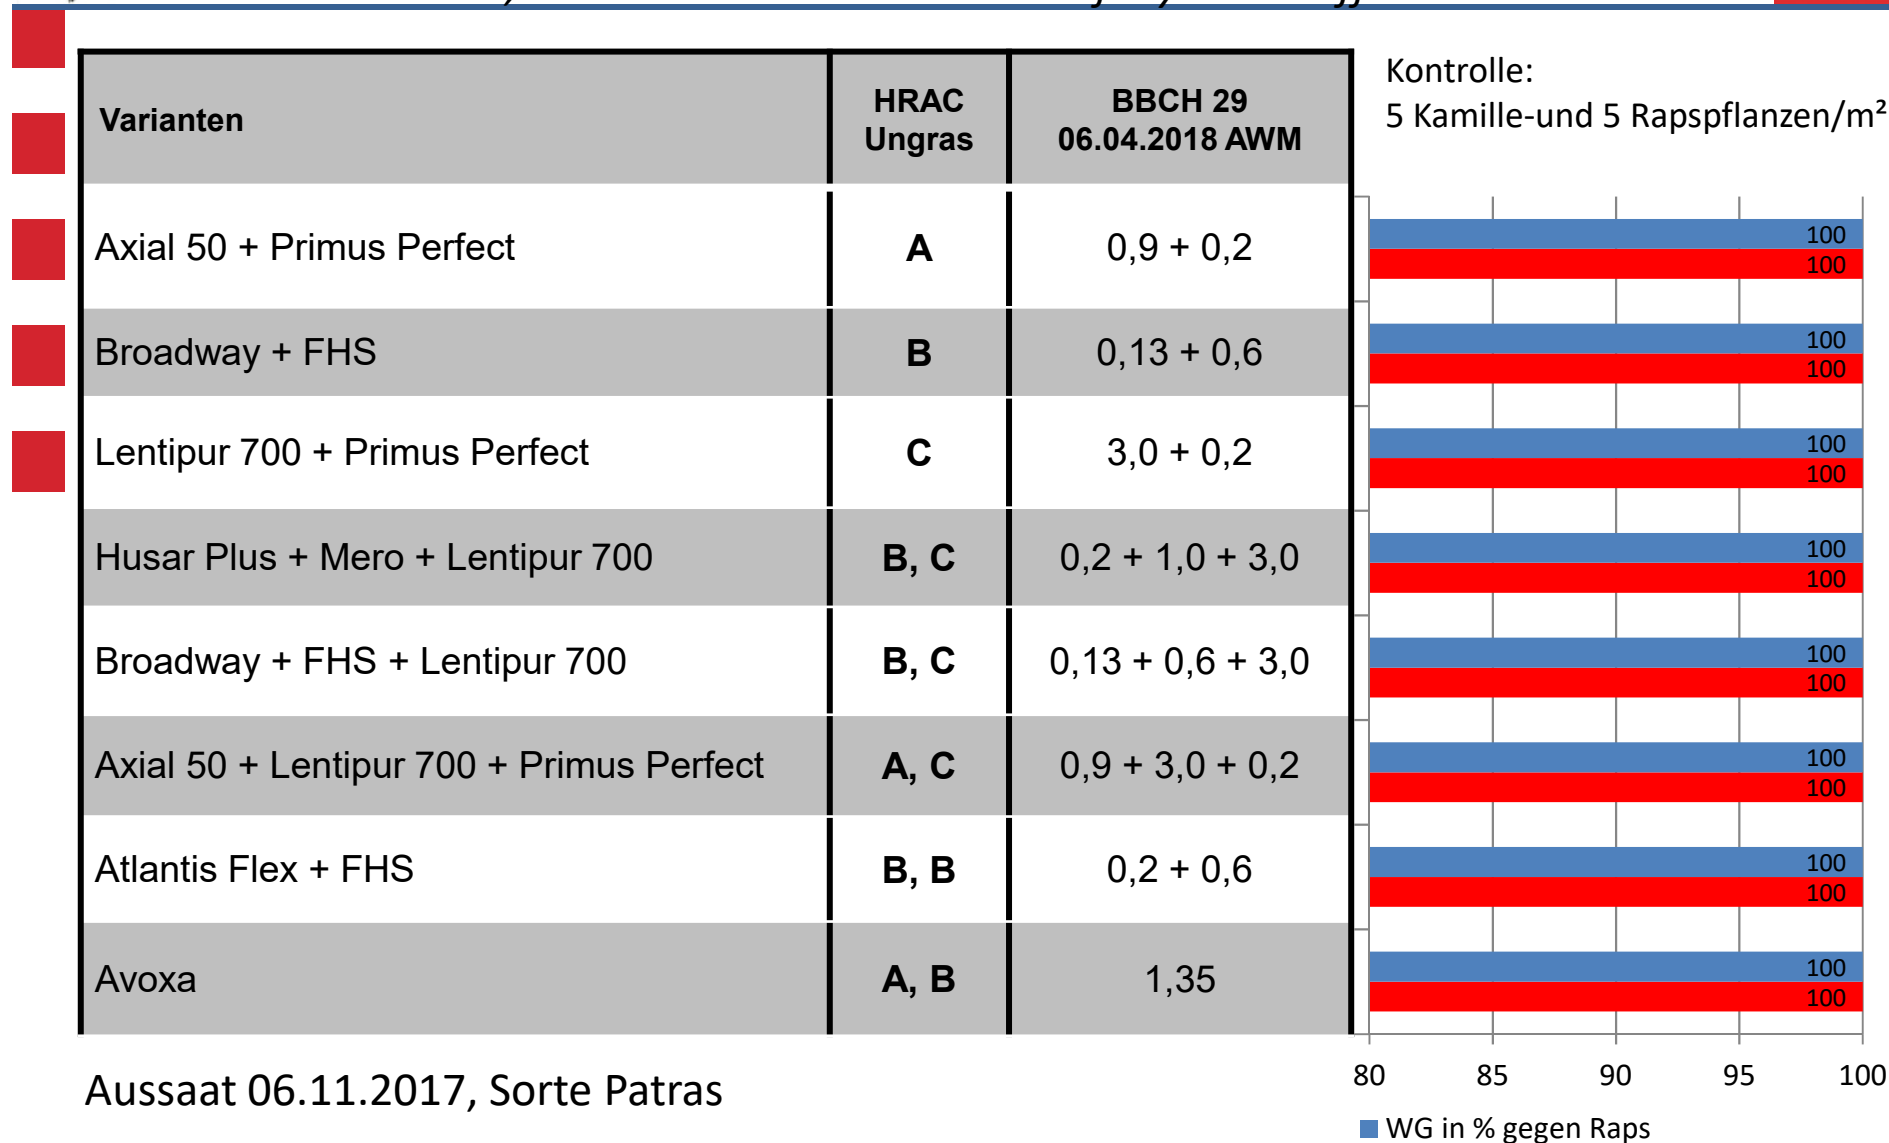 Varianten
HRAC
Ungras
BBCH 29
06.04.2018 AWM
Kontrolle:
5 Kamille-und 5 Rapspflanzen/m²
Axial 50 + Primus Perfect
A
0,9 + 0,2
100
100
Broadway + FHS
B
0,13 + 0,6
100
100
Lentipur 700 + Primus Perfect
C
3,0 + 0,2
100
100
Husar Plus + Mero + Lentipur 700
B, C
0,2 + 1,0 + 3,0
100
100
Broadway + FHS + Lentipur 700
B, C
0,13 + 0,6 + 3,0
100
100
Axial 50 + Lentipur 700 + Primus Perfect
A, C
0,9 + 3,0 + 0,2
100
100
Atlantis Flex + FHS
B, B
0,2 + 0,6
100
100
Avoxa
A, B
1,35
100
100
80 85 90 95 100
Aussaat 06.11.2017, Sorte Patras
WG in % gegen Raps